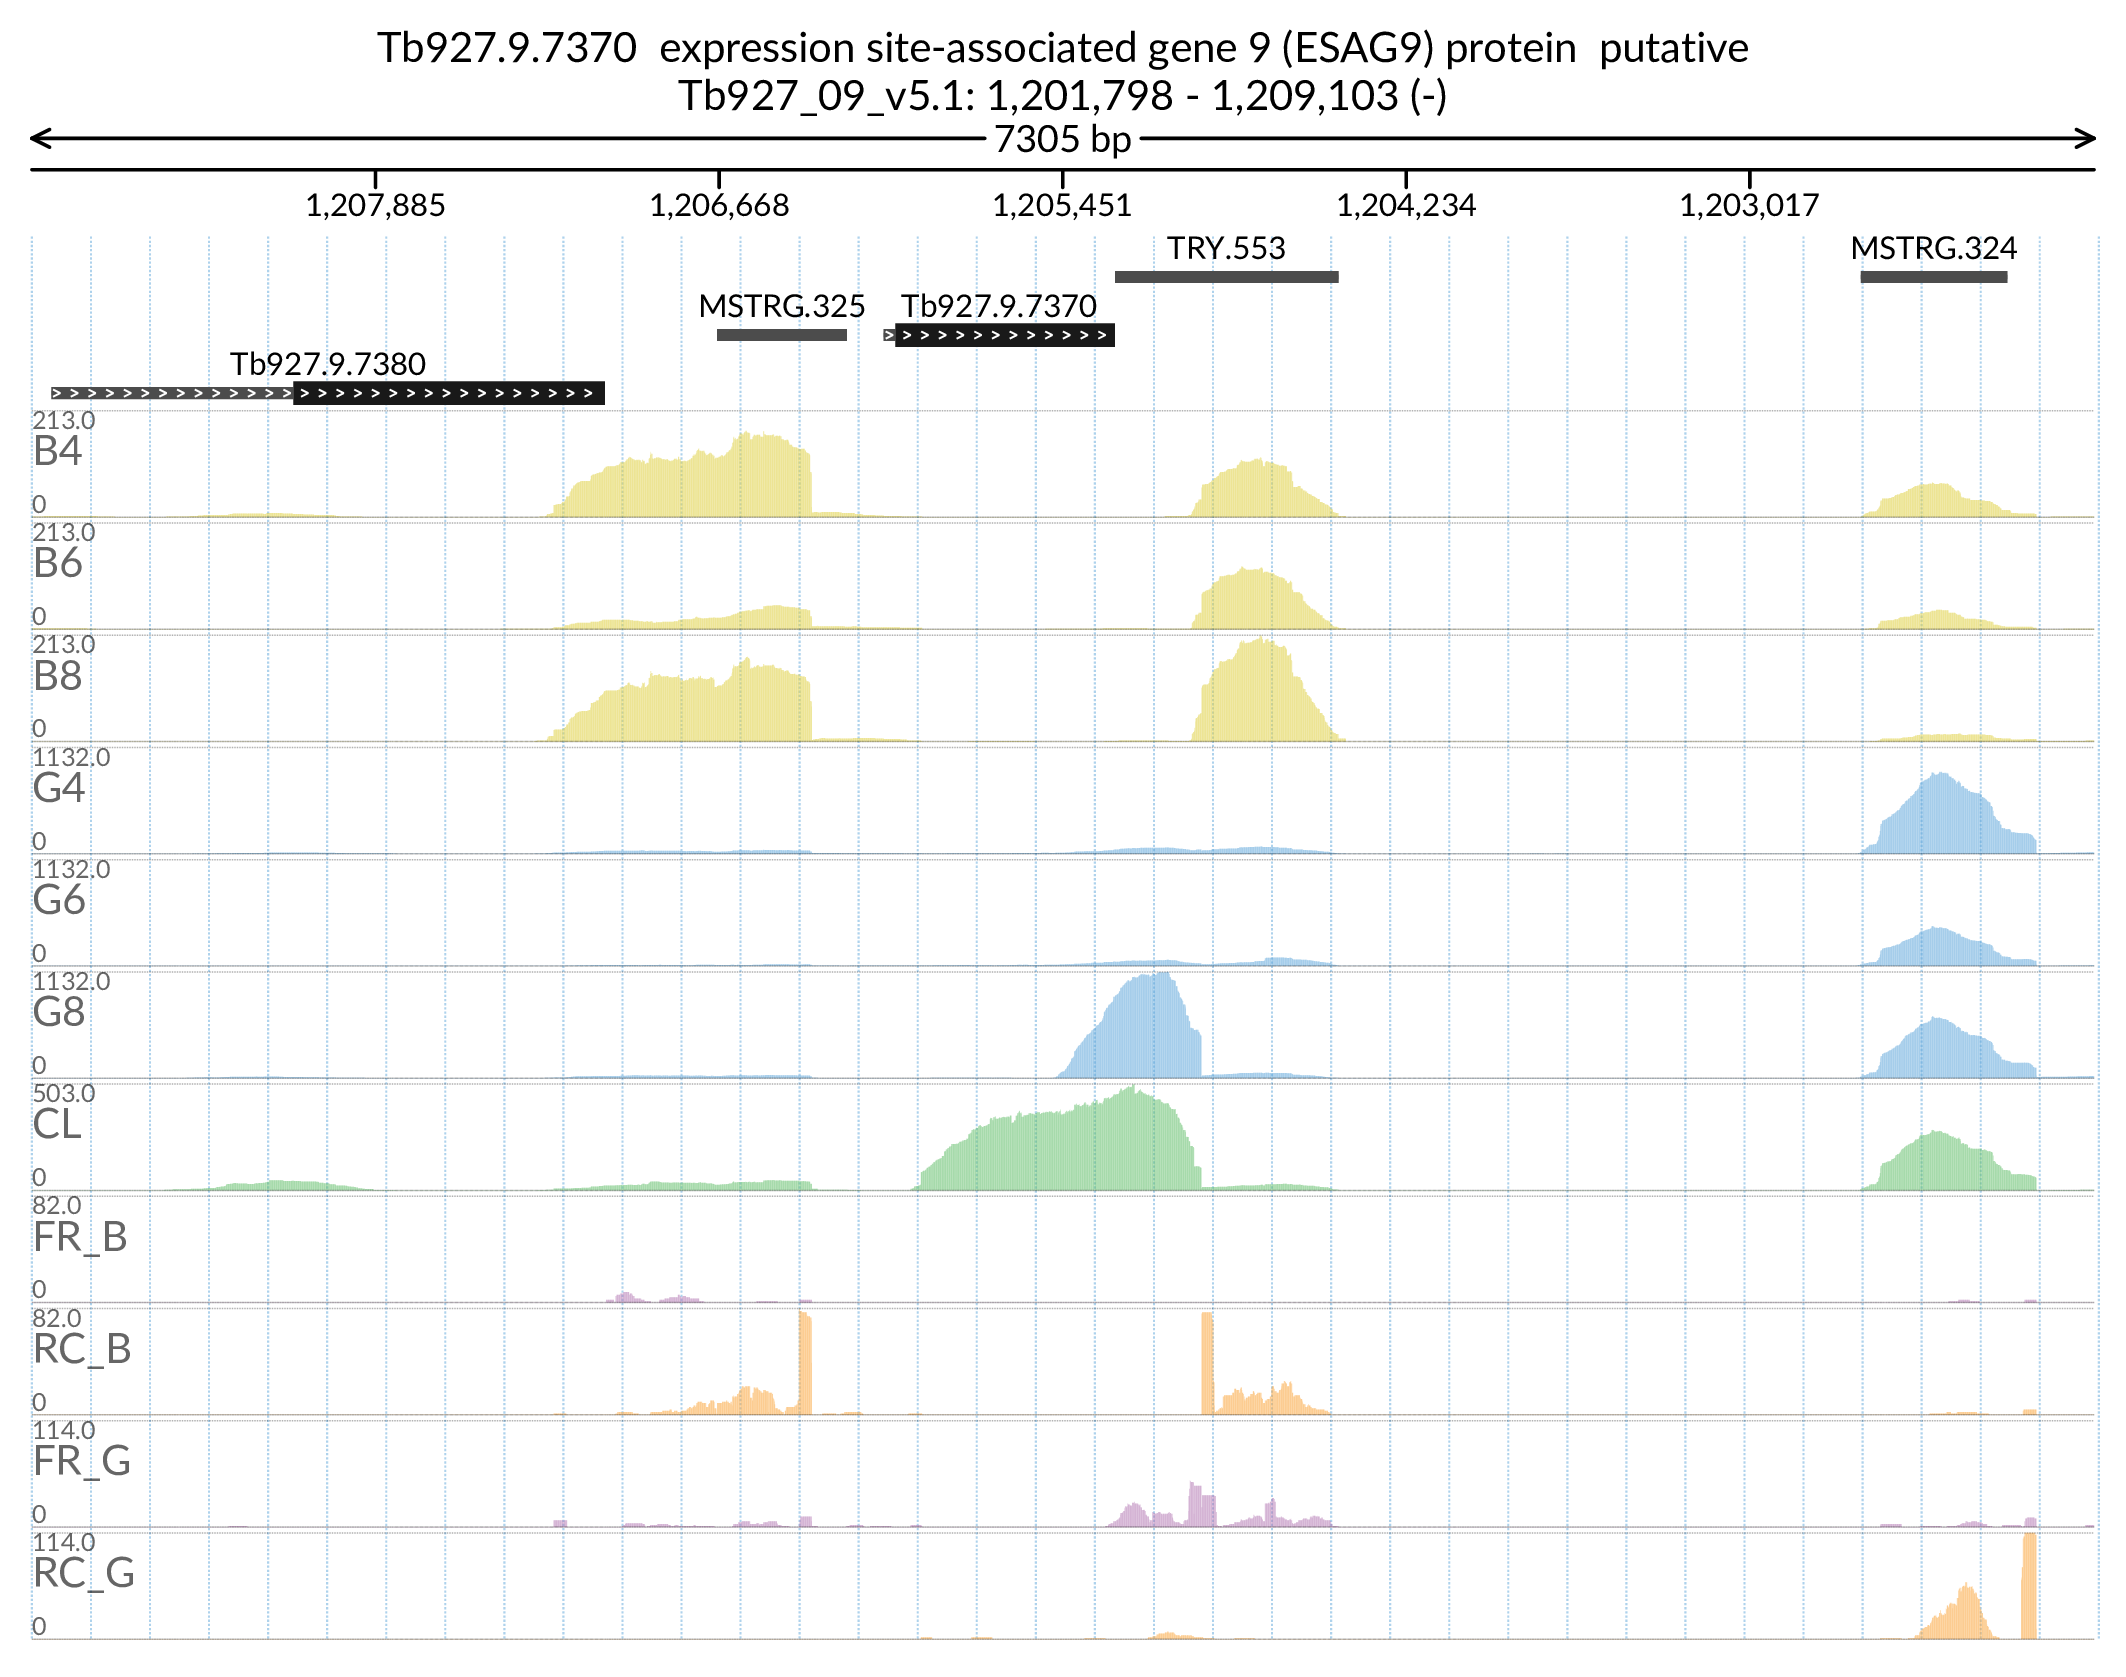 Tb927.9.7370  expression site-associated gene 9 (ESAG9) protein  putative
Tb927_09_v5.1: 1,201,798 - 1,209,103 (-)
7305 bp
1,207,885 1,206,668 1,205,451 1,204,234 1,203,017
TRY.553 MSTRG.324
MSTRG.325 Tb927.9.7370
Tb927.9.7380
213.0
B4
0
213.0
B6
0
213.0
B8
0
1132.0
G4
0
1132.0
G6
0
1132.0
G8
0
503.0
CL
0
82.0
FR_B
0
82.0
RC_B
0
114.0
FR_G
0
114.0
RC_G
0